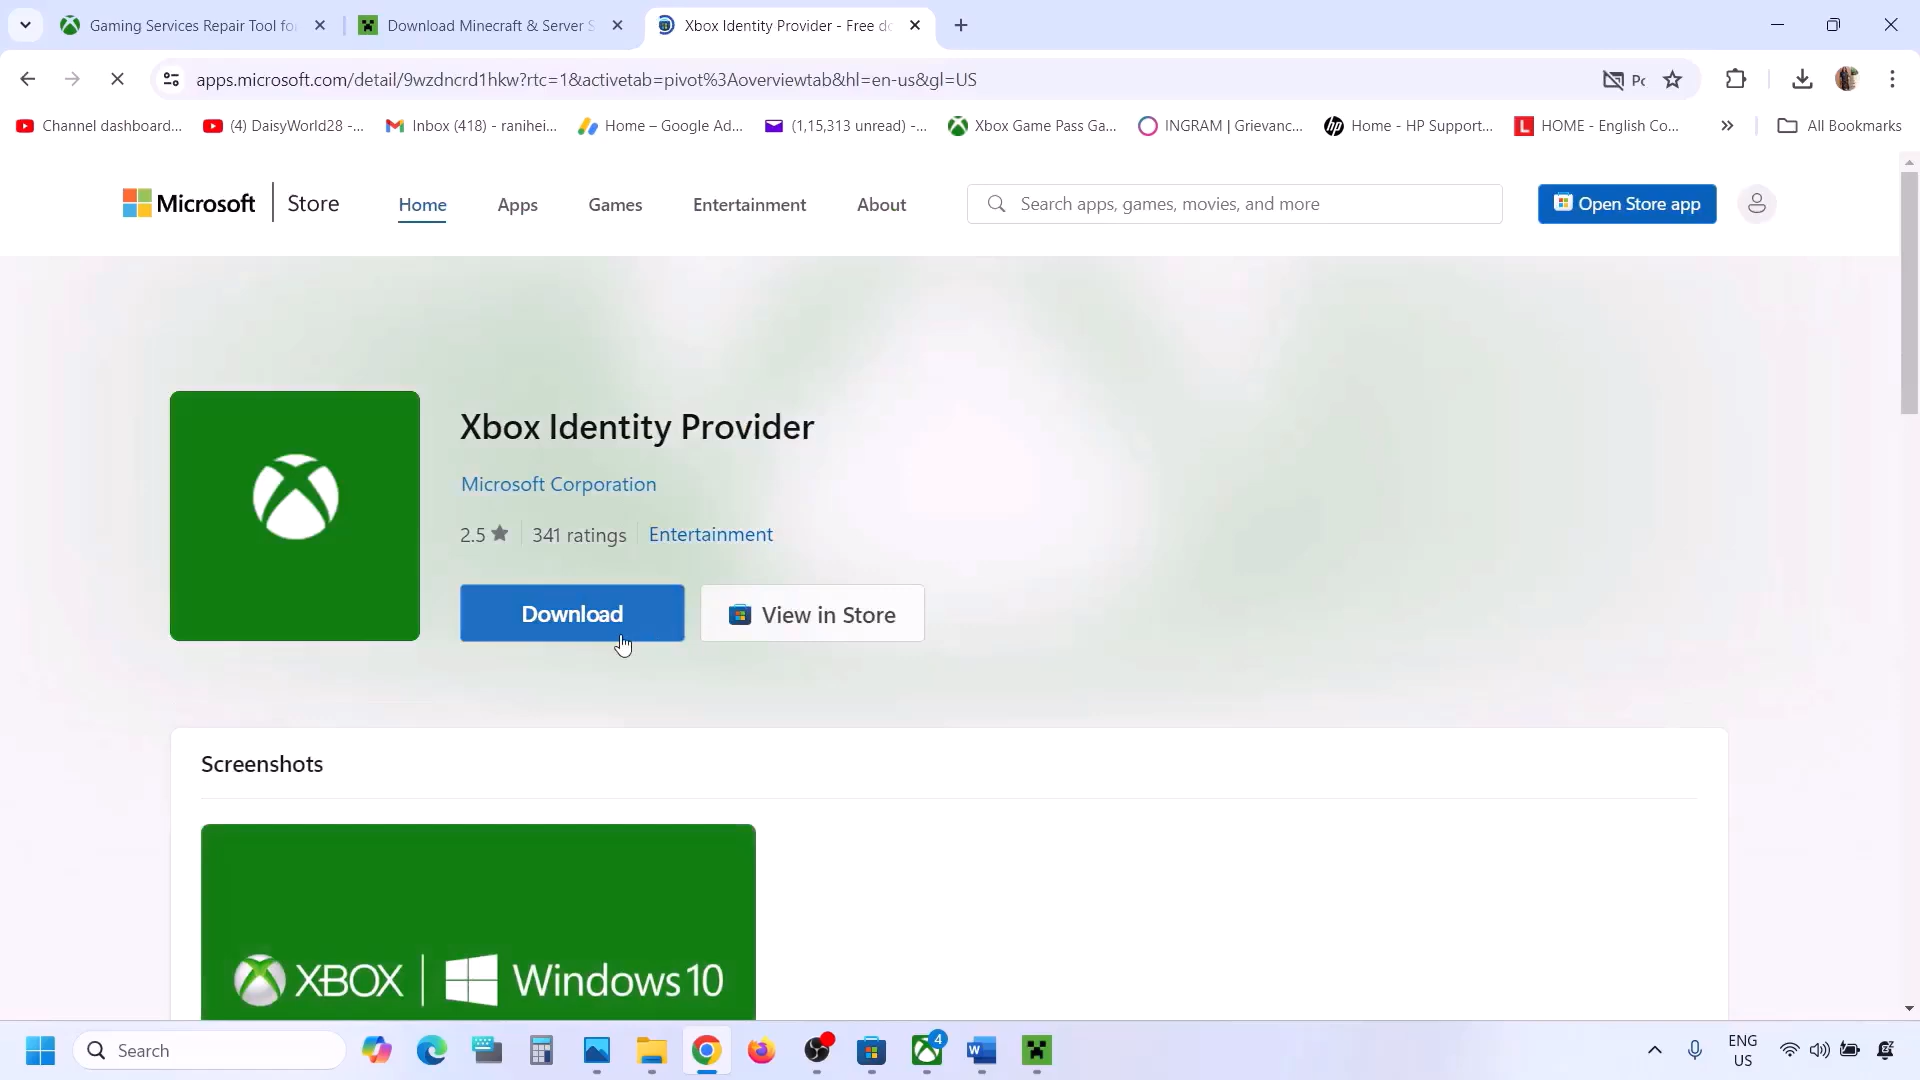 Gaming Services Repair Tool fo
Download Minecraft & Server S
Xbox Identity Provider - Free do
apps.microsoft.com/detail/9wzdncrd1hkw?rtc=1&activetab=pivot%3Aoverviewtab&hl=en-us&gl=US
Pc
Channel dashboard...
(4) DaisyWorld28 -...
Inbox (418) - ranihei...
Home – Google Ad...
(1,15,313 unread) -...
Xbox Game Pass Ga...
INGRAM | Grievanc...
Home - HP Support...
HOME - English Co...
All Bookmarks
Microsoft
Store
Home
Apps
Games
Entertainment
About
Search apps, games, movies, and more
Open Store app
Xbox Identity Provider
Microsoft Corporation
2.5
341 ratings
Entertainment
Download
View in Store
Screenshots
XBOX
Windows 10
Search
4
ENG
US